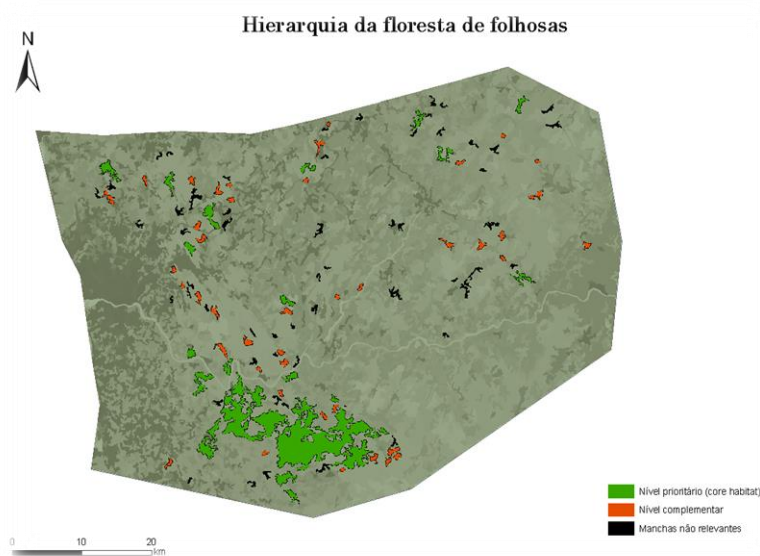 Hierarquia da floresta de folhosas
N
Nível prioritário (core habitat)
Nível complementar
Manchas não relevantes
0 10 20
km